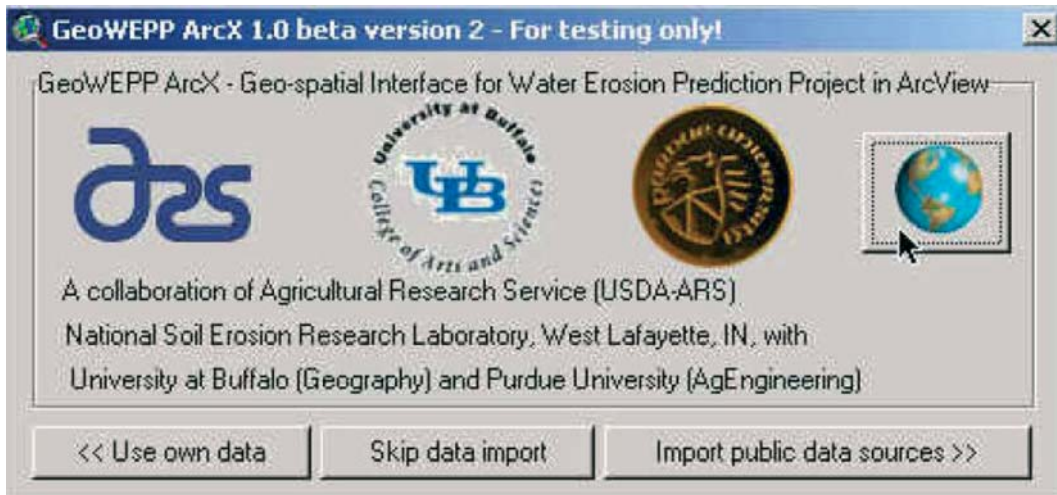 GeoWEPP ArcX 1.0 beta version 2 - For testing only!
GeoWEPP ArcX - Geo-spatial Interface for Water Erosion Prediction Project in ArcView
ars
University at Buffalo
UB
College of Arts and Sciences
A collaboration of Agricultural Research Service (USDA-ARS)
National Soil Erosion Research Laboratory, West Lafayette, IN, with
University at Buffalo (Geography) and Purdue University (AgEngineering)
<< Use own data
Skip data import
Import public data sources >>